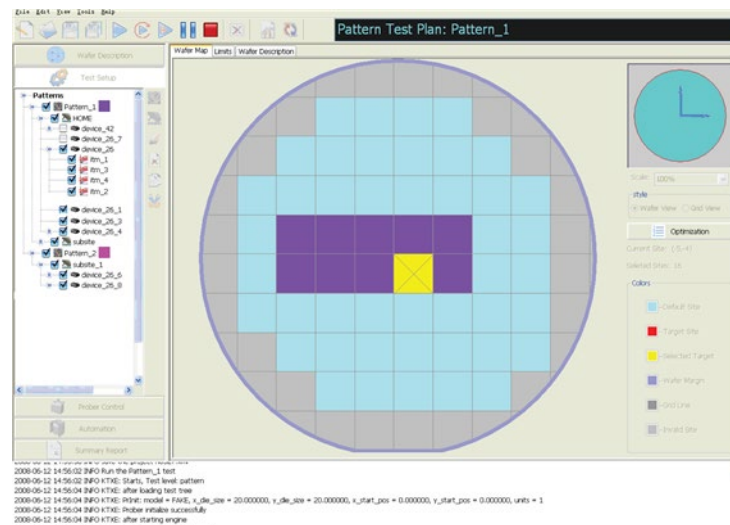 File Edit View Tools Help
Pattern Test Plan: Pattern_1
Wafer Description
Test Setup
Wafer Map Limits Wafer Description
Patterns
Pattern_1
HOME
device_42
device_26_7
device_26
itm_1
itm_3
itm_4
itm_2
device_26_1
device_26_3
device_26_4
subsite
Pattern_2
subsite_1
device_26_6
device_26_8
Prober Control
Automation
Summary Report
Scale: 100%
style
Wafer View Grid View
Optimization
Current Site: (-5,-4)
Selected Sites: 16
Colors
-Default Site
-Target Site
-Selected Target
-Wafer Margin
-Grid Line
-Invalid Site
2008-06-12 14:56:02 INFO Run the Pattern_1 test
2008-06-12 14:56:02 INFO KTXE: Starts, Test level: pattern
2008-06-12 14:56:04 INFO KTXE: after loading test tree
2008-06-12 14:56:04 INFO KTXE: PrInit: model = FAKE, x_die_size = 20.000000, y_die_size = 20.000000, x_start_pos = 0.000000, y_start_pos = 0.000000, units = 1
2008-06-12 14:56:04 INFO KTXE: Prober initialize successfully
2008-06-12 14:56:04 INFO KTXE: after starting engine